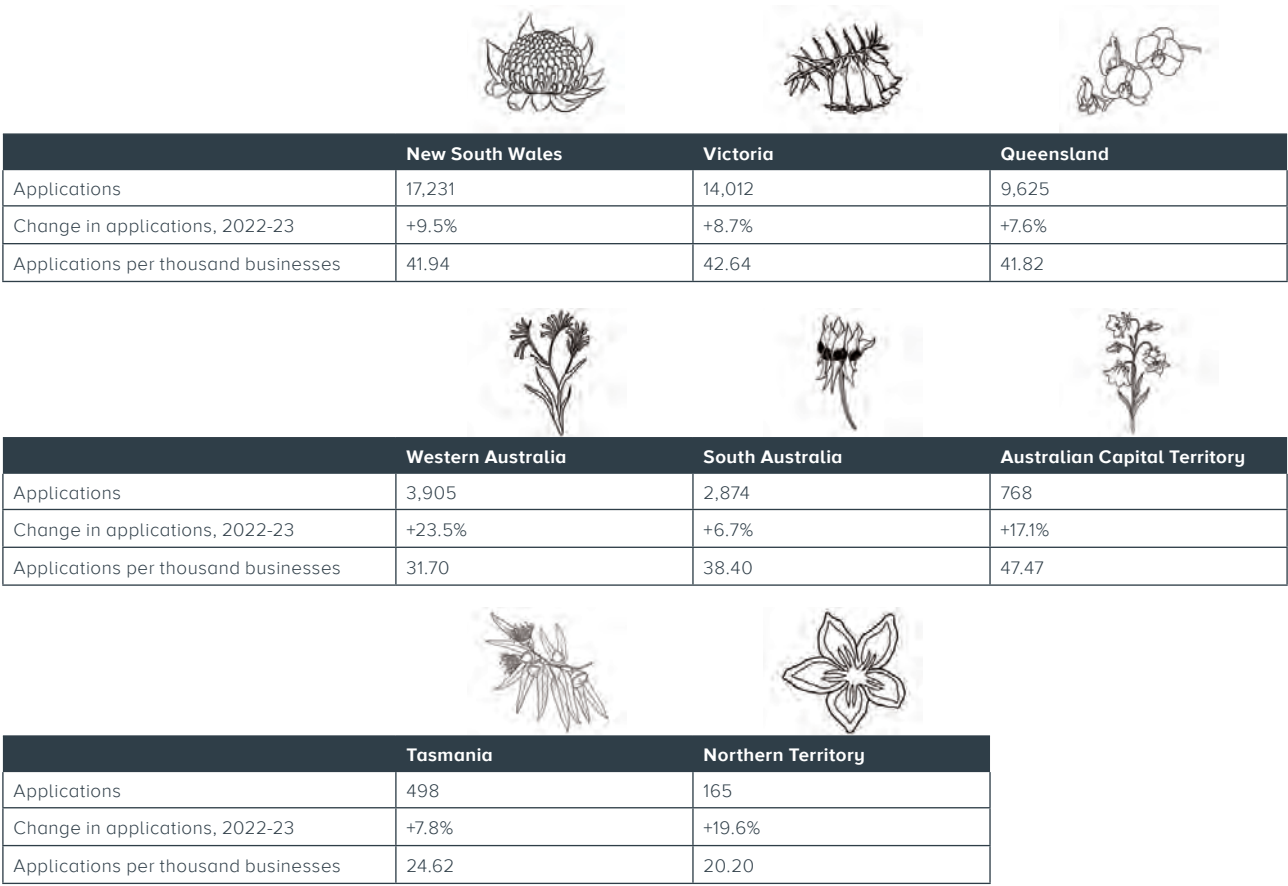 New South Wales Victoria Queensland
Applications 17,231 14,012 9,625
Change in applications, 2022-23 +9.5% +8.7% +7.6%
Applications per thousand businesses 41.94 42.64 41.82
Western Australia South Australia Australian Capital Territory
Applications 3,905 2,874 768
Change in applications, 2022-23 +23.5% +6.7% +17.1%
Applications per thousand businesses 31.70 38.40 47.47
Tasmania Northern Territory
Applications 498 165
Change in applications, 2022-23 +7.8% +19.6%
Applications per thousand businesses 24.62 20.20